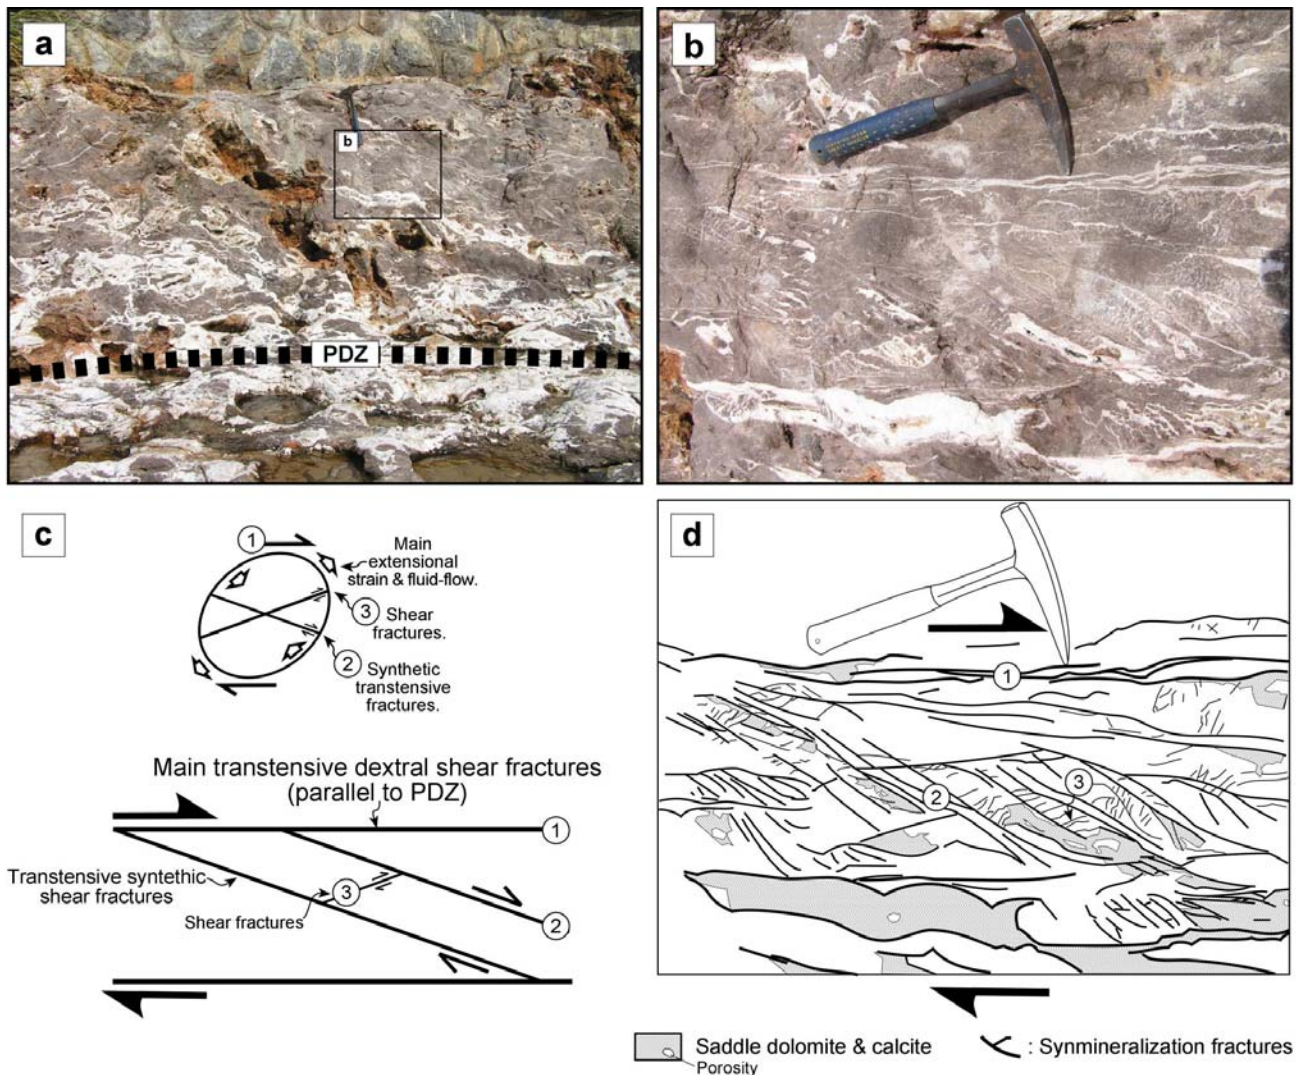 a
b
PDZ
b
c
1
Main
extensional
strain & fluid-flow.
3
Shear
fractures.
2
Synthetic
transtensive
fractures.
Main transtensive dextral shear fractures
(parallel to PDZ)
1
Transtensive syntethic
shear fractures
3
Shear fractures
2
d
1
2
3
Saddle dolomite & calcite
Porosity
: Synmineralization fractures